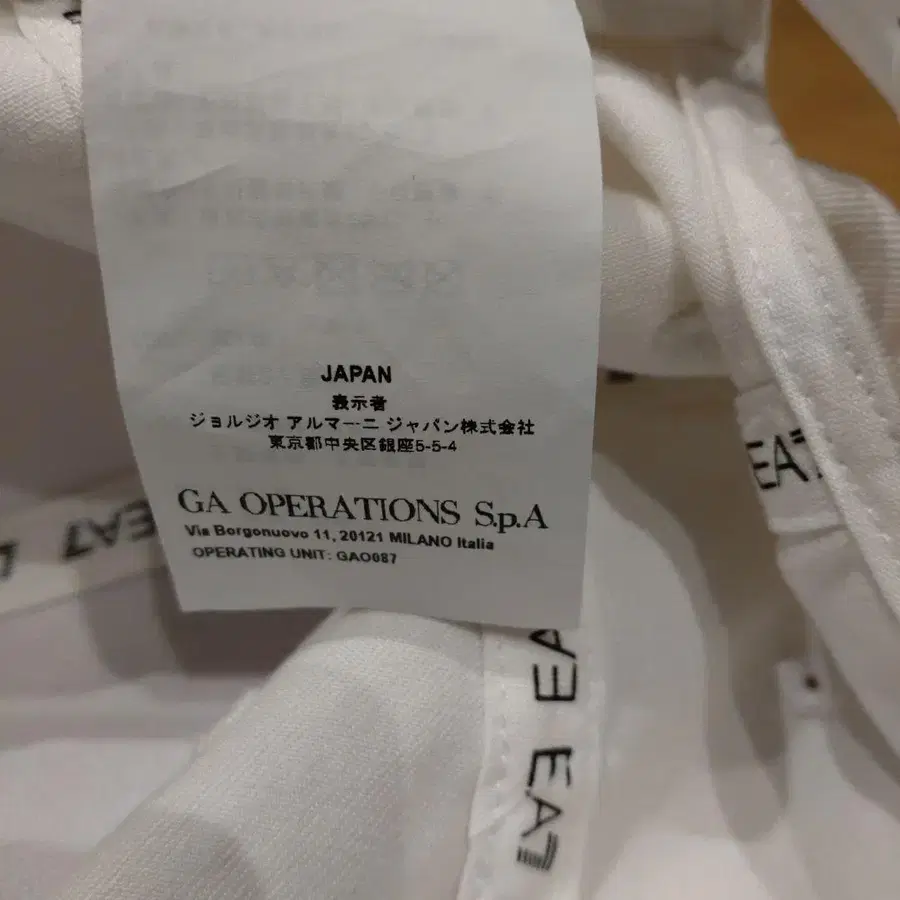 JAPAN
表示者
ジョルジオ アルマーニ ジャパン株式会社
東京都中央区銀座5-5-4
GA OPERATIONS S.p.A
Via Borgonuovo 11, 20121 MILANO Italia
OPERATING UNIT: GAO087
EA7
EA7
EA7
EA7